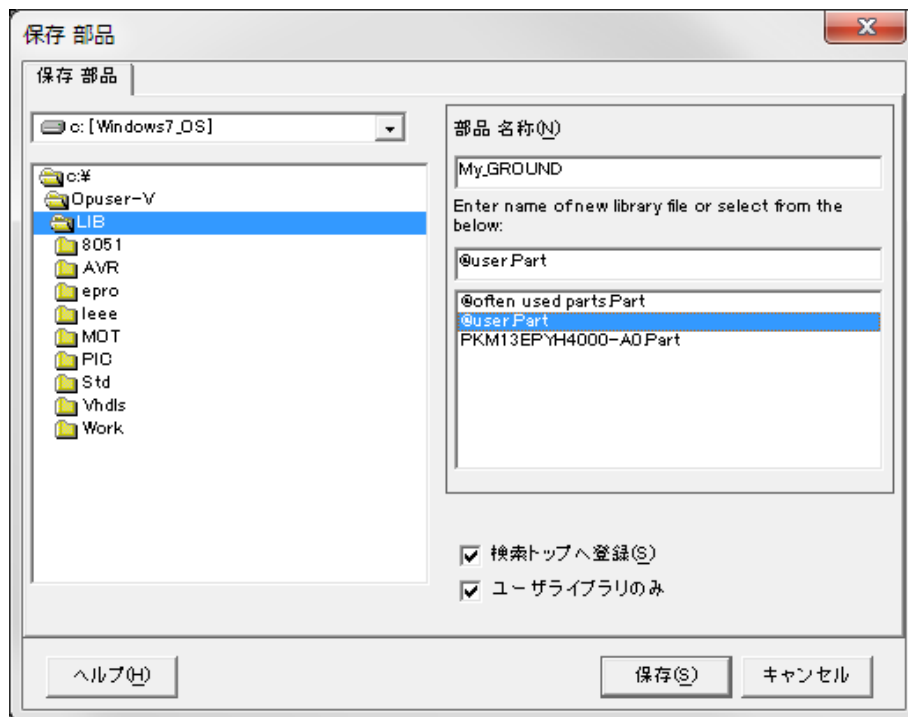 保存 部品
保存 部品
c: [Windows7_OS]
c:¥
Opuser-V
LIB
8051
AVR
epro
Ieee
MOT
PIC
Std
Vhdls
Work
部品 名称(N)
My_GROUND
Enter name of new library file or select from the
below:
@user.Part
@often used parts.Part
@user.Part
PKM13EPYH4000-A0.Part
検索トップへ登録(S)
ユーザライブラリのみ
ヘルプ(H)
保存(S)
キャンセル